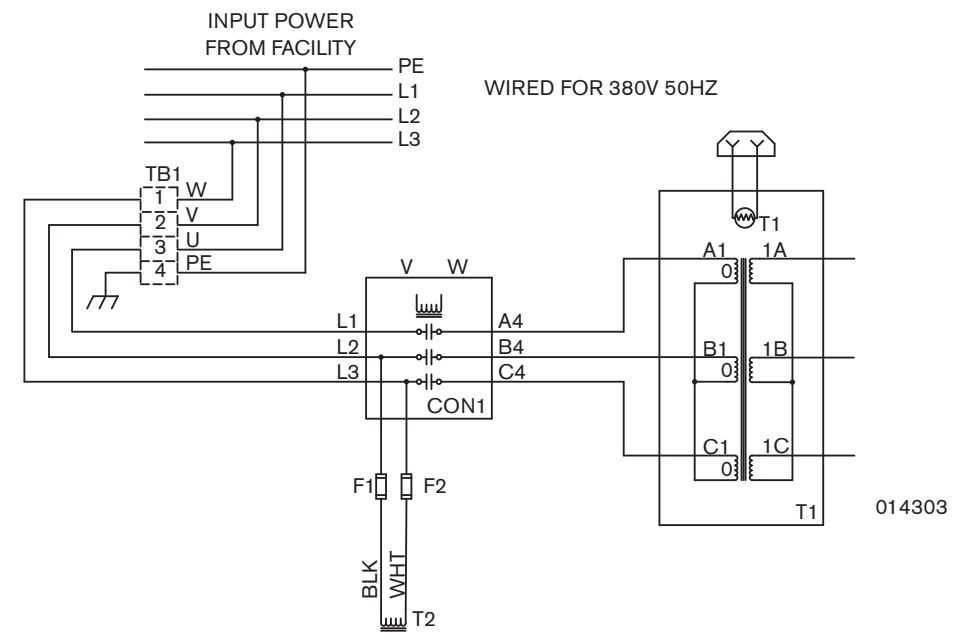 INPUT POWER
FROM FACILITY
PE
L1
L2
L3
WIRED FOR 380V 50HZ
TB1
1 W
2 V
3 U
4 PE
V W
L1 A4
L2 B4
L3 C4
CON1
T1
A1 1A
0
B1 1B
0
C1 1C
0
T1
F1 F2
BLK WHT
T2
014303